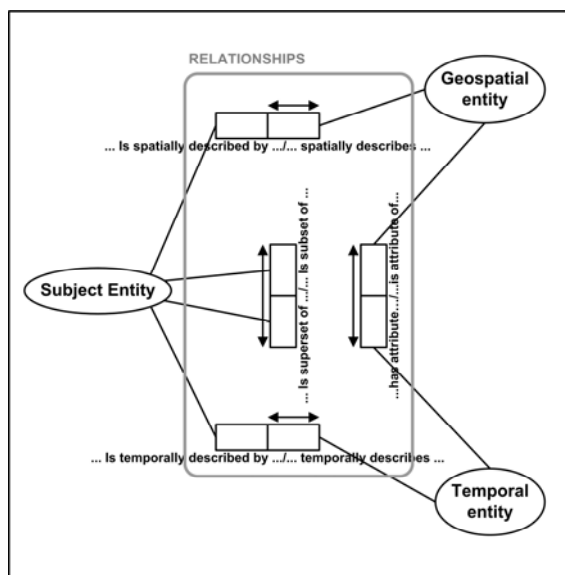 RELATIONSHIPS
Geospatial
entity
... Is spatially described by .../... spatially describes ...
... Is superset of .../... Is subset of ...
...has attribute.../...is attribute of...
Subject Entity
... Is temporally described by .../... temporally describes ...
Temporal
entity